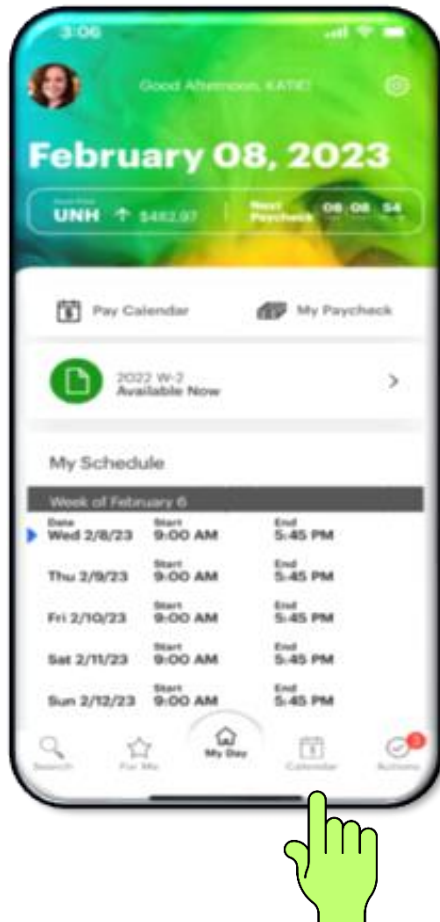 3:06
Good Afternoon, KATIE!
February 08, 2023
UNH ↑ $482.97 Next Paycheck 08 08 54
Pay Calendar My Paycheck
2022 W-2
Available Now
My Schedule
Week of February 6
Date Start End
Wed 2/8/23 9:00 AM 5:45 PM
Start End
Thu 2/9/23 9:00 AM 5:45 PM
Start End
Fri 2/10/23 9:00 AM 5:45 PM
Start End
Sat 2/11/23 9:00 AM 5:45 PM
Start End
Sun 2/12/23 9:00 AM 5:45 PM
Search For Me My Day Calendar Actions 3